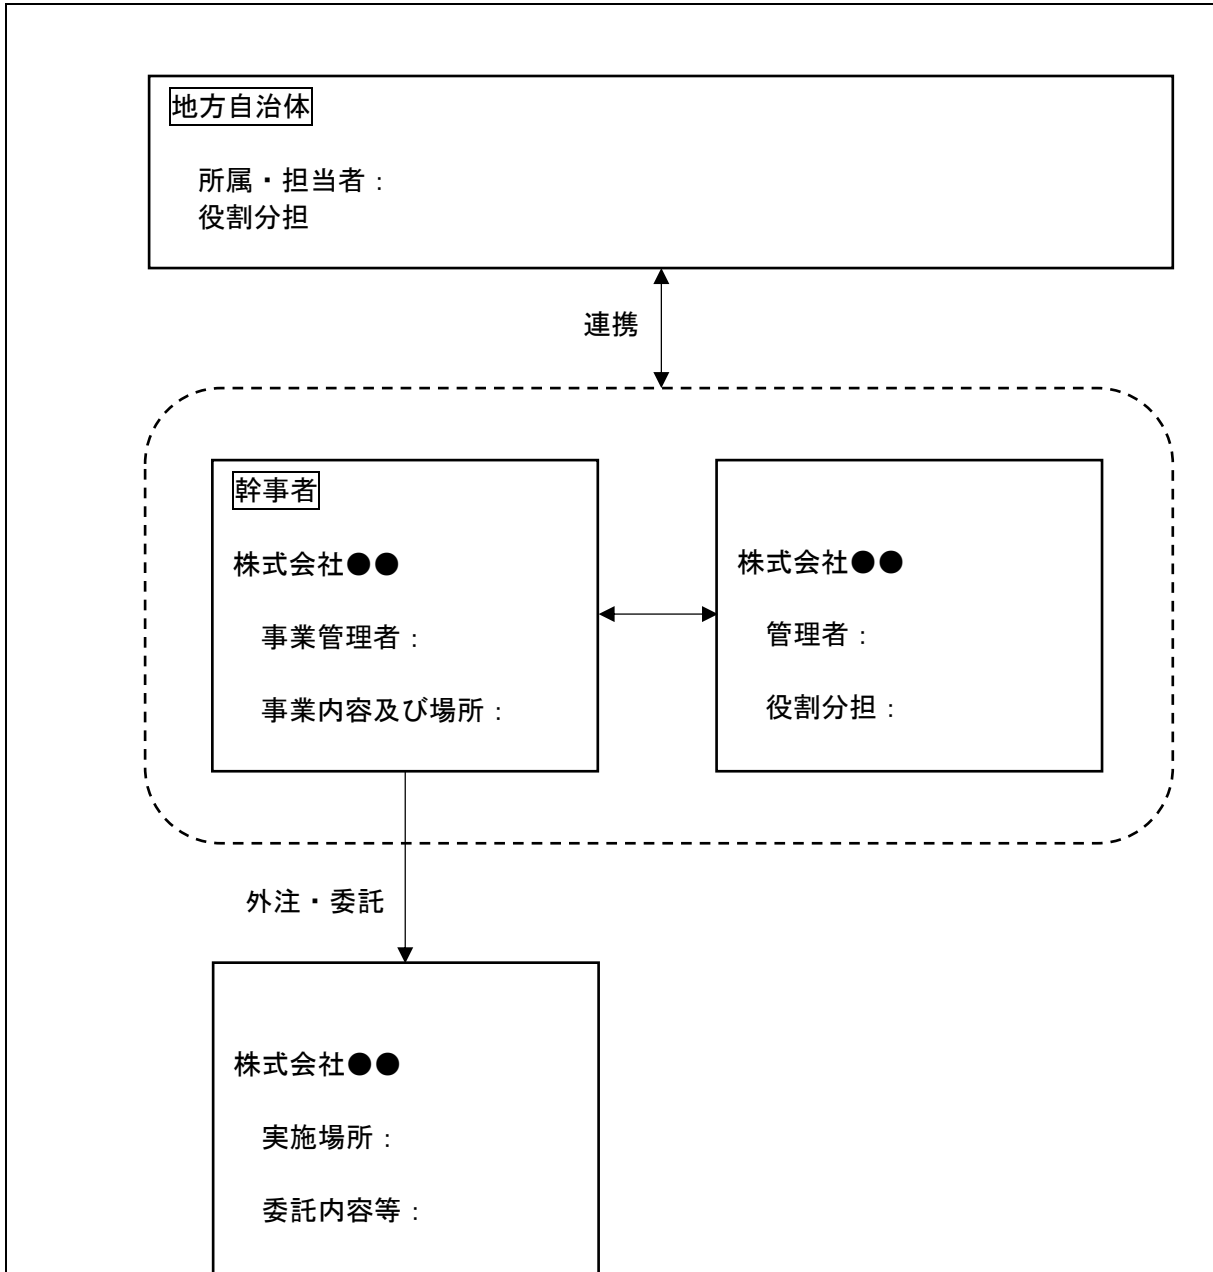 地方自治体
所属・担当者：
役割分担
連携
幹事者
株式会社●●
事業管理者：
事業内容及び場所：
株式会社●●
管理者：
役割分担：
外注・委託
株式会社●●
実施場所：
委託内容等：